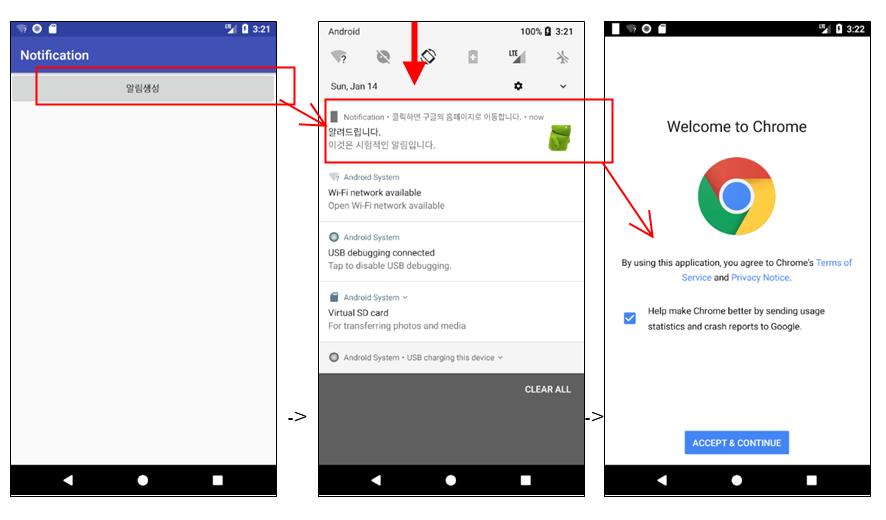 3:21
Notification
알림생성
->
Android 100% 3:21
LTE
Sun, Jan 14
Notification • 클릭하면 구글의 홈페이지로 이동합니다. • now
알려드립니다.
이것은 시험적인 알림입니다.
Android System
Wi-Fi network available
Open Wi-Fi network available
Android System
USB debugging connected
Tap to disable USB debugging.
Android System
Virtual SD card
For transferring photos and media
Android System • USB charging this device
CLEAR ALL
->
3:22
Welcome to Chrome
By using this application, you agree to Chrome's Terms of
Service and Privacy Notice.
Help make Chrome better by sending usage
statistics and crash reports to Google.
ACCEPT & CONTINUE